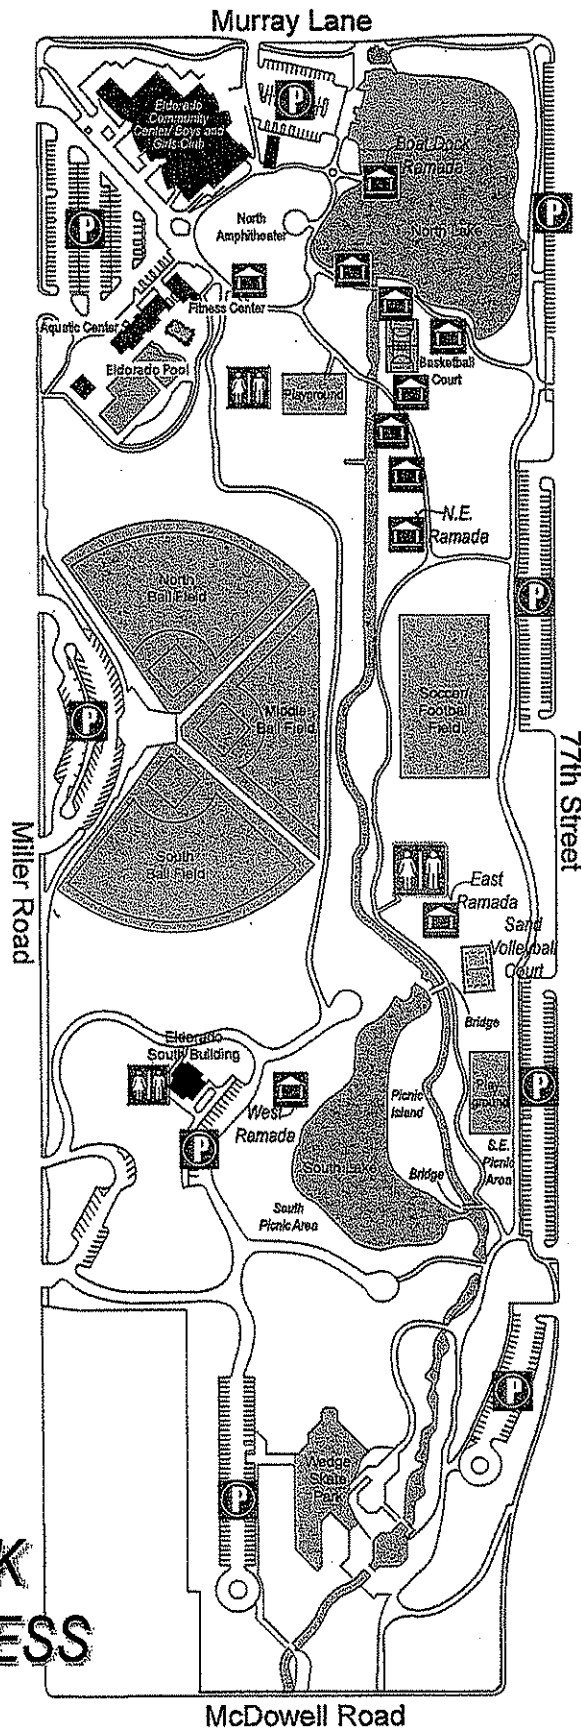 Murray Lane
Eldorado
Community
Center/ Boys and
Girls Club
P
Boat Dock
Ramada
P
P
North
Amphitheater
North Lake
Fitness Center
Aquatic Center
Basketball
Court
Eldorado Pool
Playground
N.E.
Ramada
North
Ball Field
P
Soccer/
Football
Field
Middle
Ball Field
P
77th Street
Miller Road
South
Ball Field
East
Ramada
Sand
Volleyball
Court
Bridge
Eldorado
South Building
Play
ground
P
Picnic
Island
West
Ramada
P
S.E.
Picnic
Area
South Lake
Bridge
South
Picnic Area
P
Wedge
Skate
Park
P
K
ESS
McDowell Road